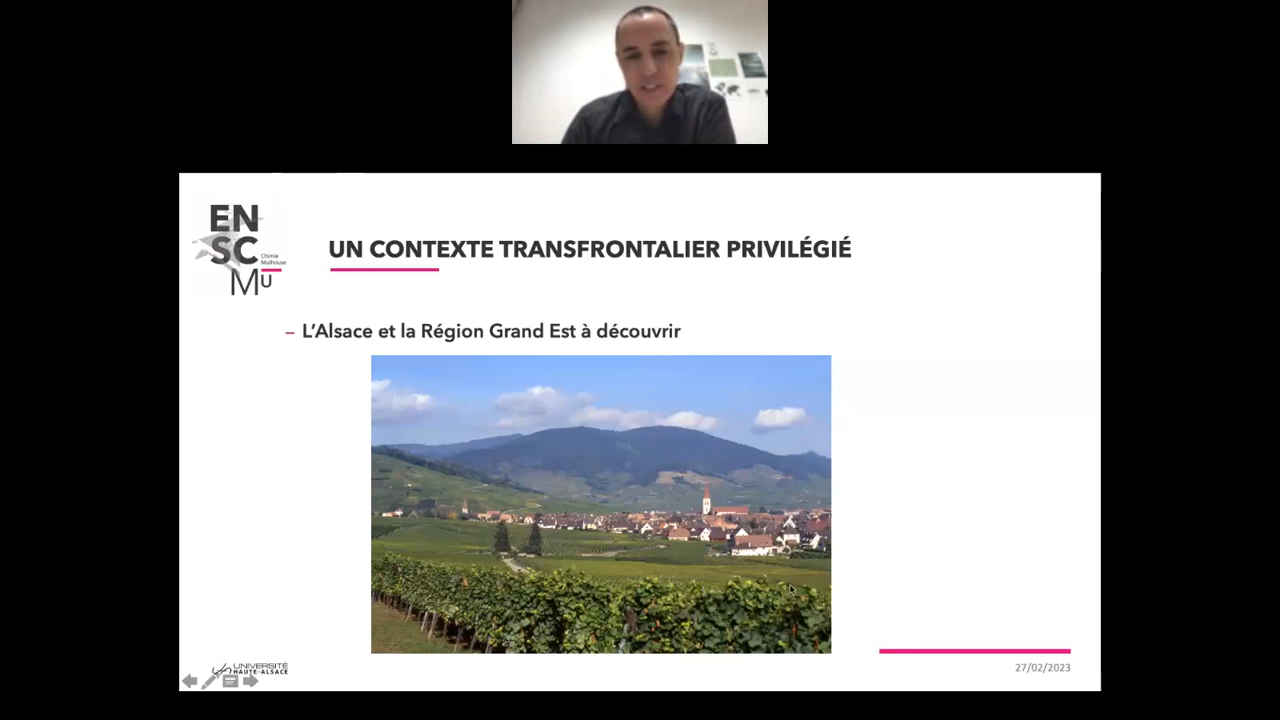 EN
SC
Chimie
Mulhouse
MU
UN CONTEXTE TRANSFRONTALIER PRIVILÉGIÉ
– L’Alsace et la Région Grand Est à découvrir
UNIVERSITÉ
HAUTE-ALSACE
27/02/2023